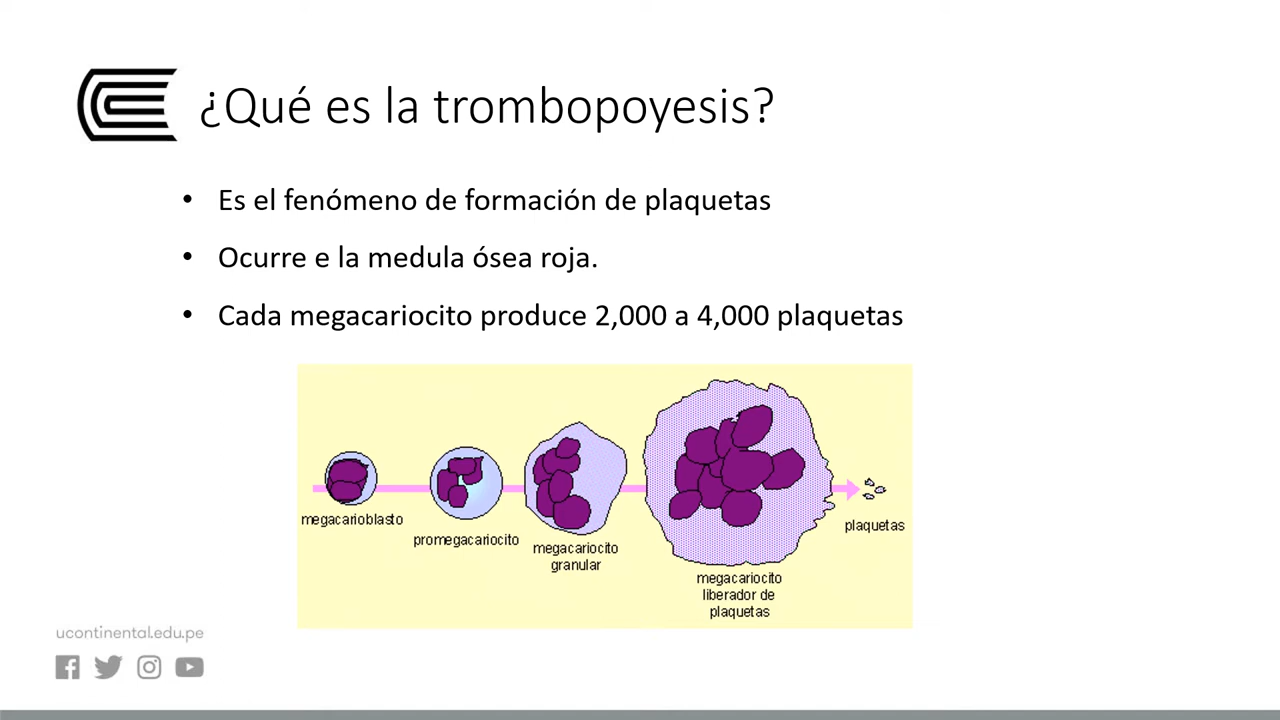 ¿Qué es la trombopoyesis?
• Es el fenómeno de formación de plaquetas
• Ocurre e la medula ósea roja.
• Cada megacariocito produce 2,000 a 4,000 plaquetas
megacarioblasto
promegacariocito
megacariocito
granular
megacariocito
liberador de
plaquetas
plaquetas
ucontinental.edu.pe